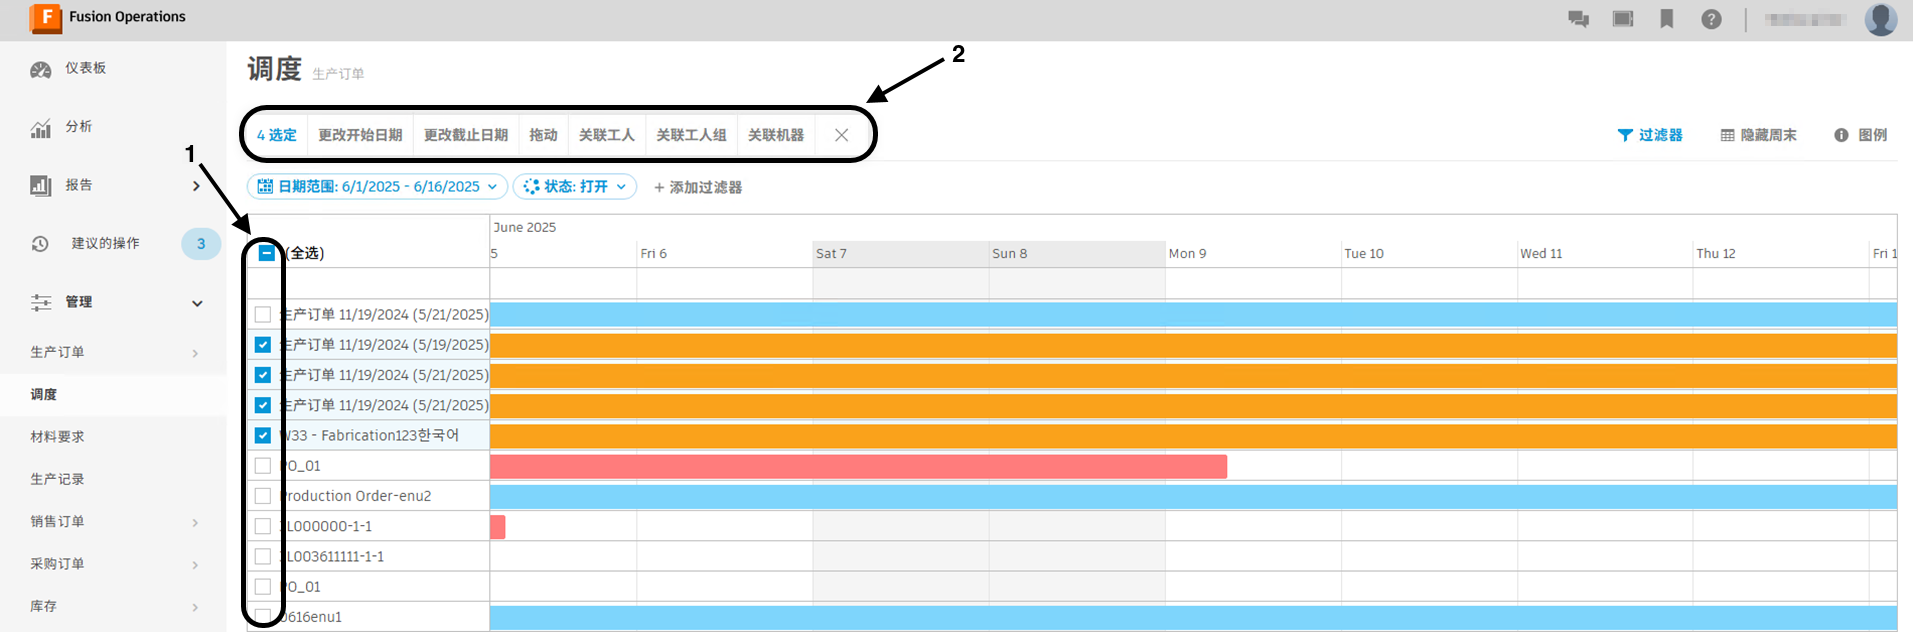 F Fusion Operations
?
仪表板
分析
报告
建议的操作 3
管理
生产订单
调度
材料要求
生产记录
销售订单
采购订单
库存
调度 生产订单
2
4 选定 更改开始日期 更改截止日期 拖动 关联工人 关联工人组 关联机器
过滤器 隐藏周末 图例
1
日期范围: 6/1/2025 - 6/16/2025 状态: 打开 + 添加过滤器
June 2025
(全选) 5 Fri 6 Sat 7 Sun 8 Mon 9 Tue 10 Wed 11 Thu 12 Fri 1
生产订单 11/19/2024 (5/21/2025)
生产订单 11/19/2024 (5/19/2025)
生产订单 11/19/2024 (5/21/2025)
生产订单 11/19/2024 (5/21/2025)
W33 - Fabrication123한국어
PO_01
Production Order-enu2
L000000-1-1
L003611111-1-1
PO_01
0616enu1